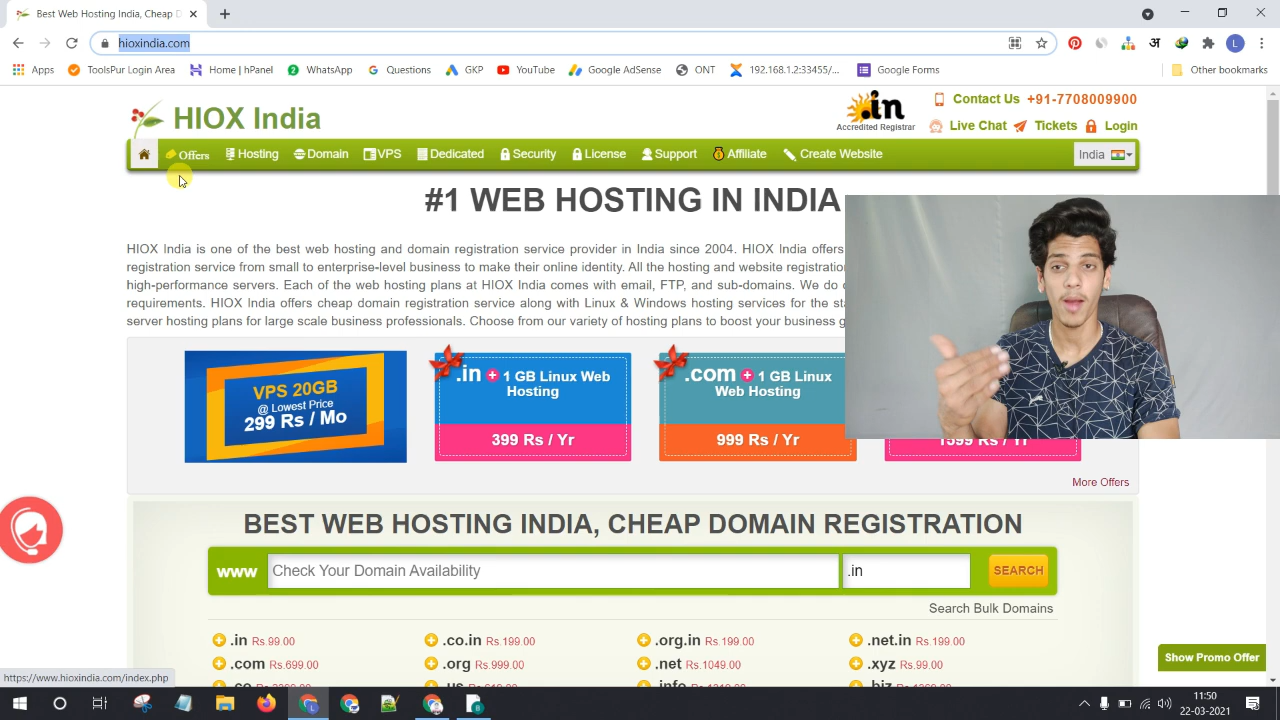 Best Web Hosting India, Cheap D
hioxindia.com
अ
L
Apps
ToolsPur Login Area
Home | hPanel
WhatsApp
Question
GKP
YouTube
Google AdSense
ONT
192.168.1.2:33455/...
Google Forms
Other bookmarks
HIOX India
.in
Accredited Registrar
Contact Us +91-7708009900
Live Chat
Tickets
Login
Offers
Hosting
Domain
VPS
Dedicated
Security
License
Support
Affiliate
Create Website
India
#1 WEB HOSTING IN INDIA
HIOX India is one of the best web hosting and domain registration service provider in India since 2004. HIOX India offers
registration service from small to enterprise-level business to make their online identity. All the hosting and website registration
high-performance servers. Each of the web hosting plans at HIOX India comes with email, FTP, and sub-domains. We do
requirements. HIOX India offers cheap domain registration service along with Linux & Windows hosting services for the
server hosting plans for large scale business professionals. Choose from our variety of hosting plans to boost your business
VPS 20GB
@ Lowest Price
299 Rs / Mo
.in + 1 GB Linux Web
Hosting
399 Rs / Yr
.com + 1 GB Linux
Web Hosting
999 Rs / Yr
1599 Rs / Yr
More Offers
BEST WEB HOSTING INDIA, CHEAP DOMAIN REGISTRATION
www
Check Your Domain Availability
.in
SEARCH
Search Bulk Domains
.in Rs.99.00
.co.in Rs.199.00
.org.in Rs.199.00
.net.in Rs.199.00
.com Rs.699.00
.org Rs.999.00
.net Rs.1049.00
.xyz Rs.99.00
Show Promo Offer
https://www.hioxindia.com/index.php
11:50
22-03-2021